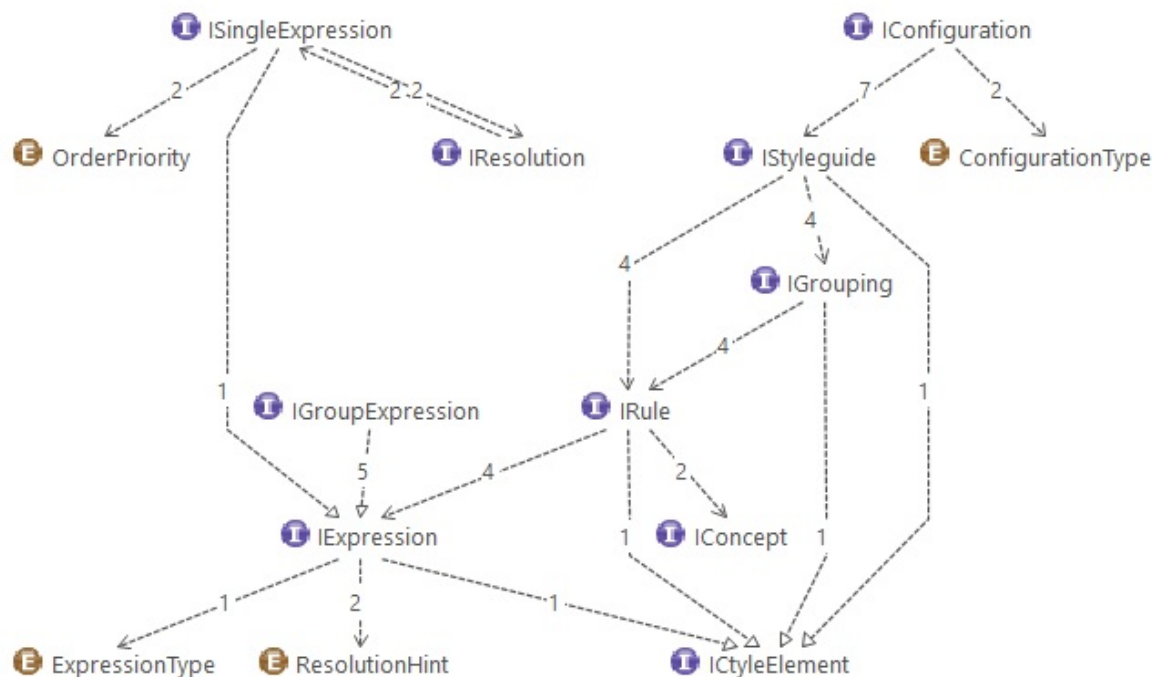 I ISingleExpression
I IConfiguration
2
2 2
7
2
E OrderPriority
I IResolution
I IStyleguide
E ConfigurationType
4
4
I IGrouping
4
1
1
I IGroupExpression
I IRule
5
4
2
I IExpression
1
I IConcept
1
1
2
1
E ExpressionType
E ResolutionHint
I ICtyleElement